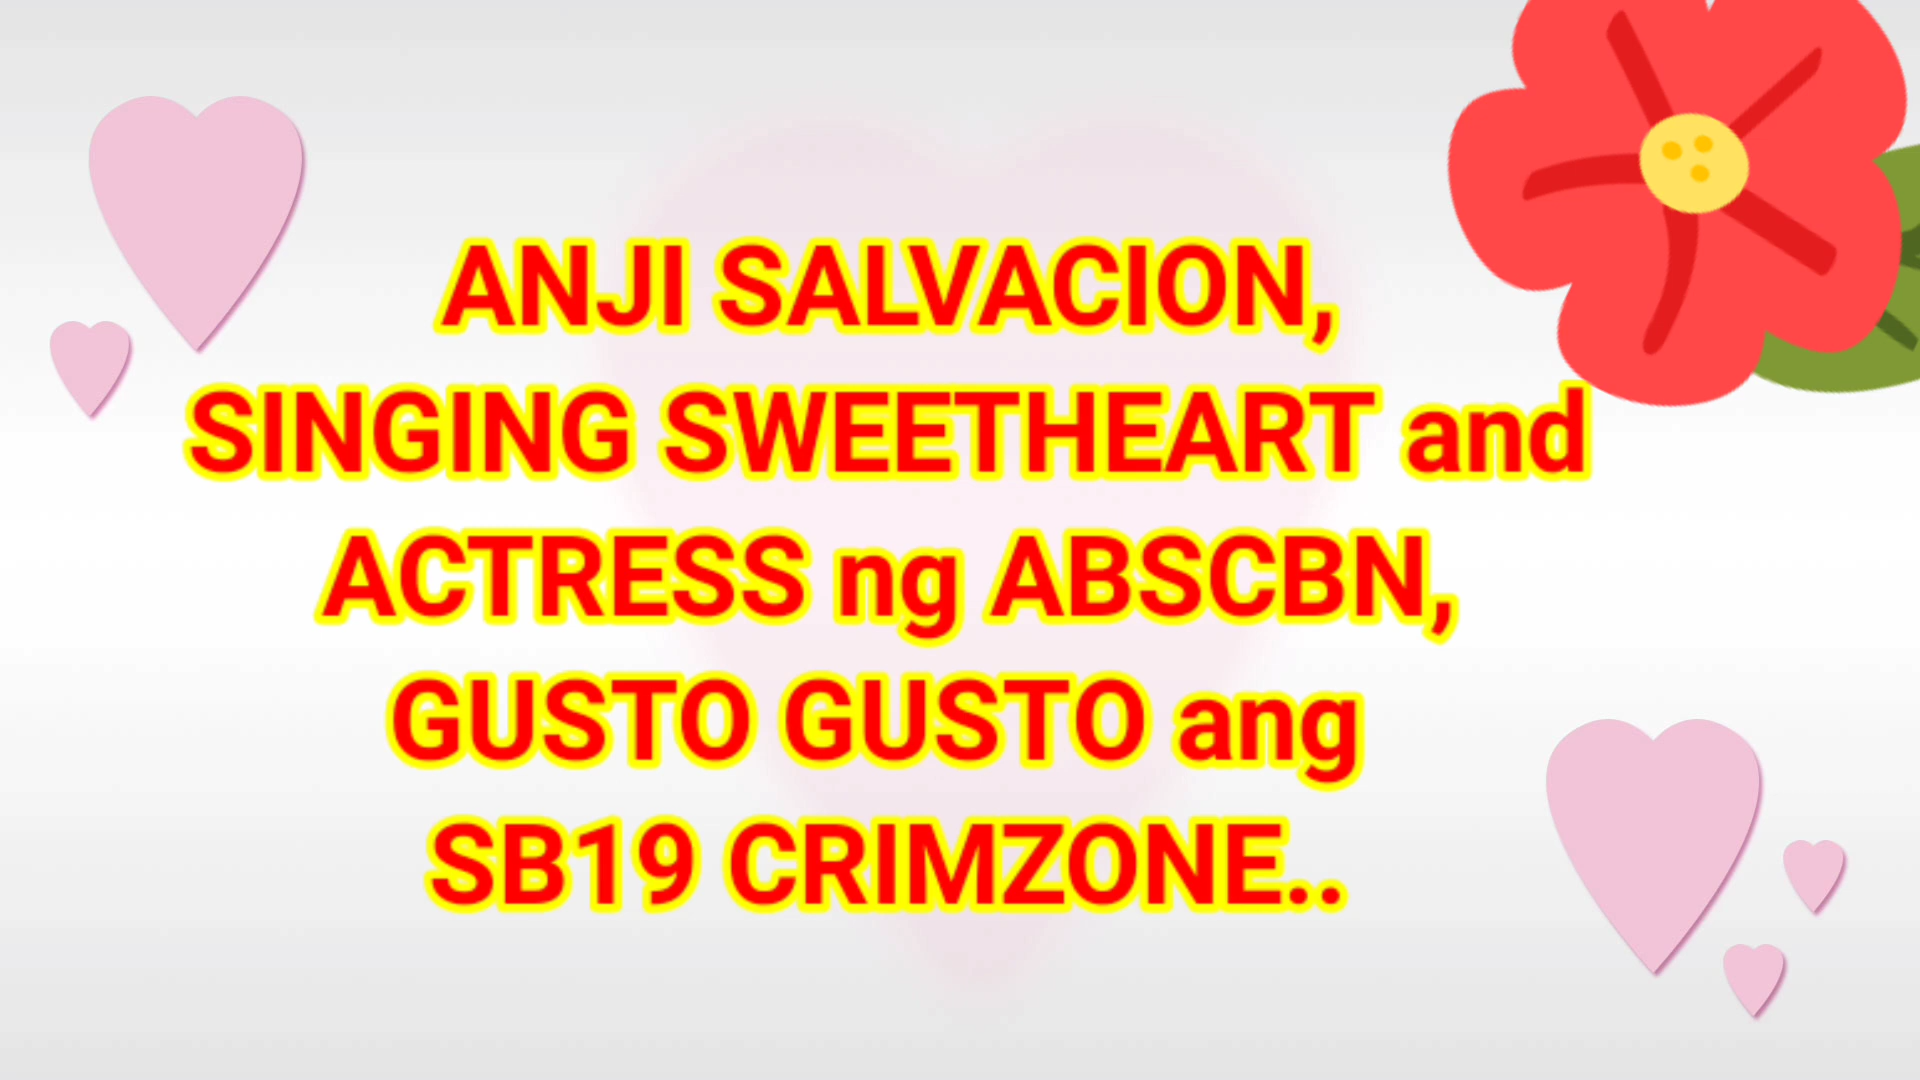 ANJI SALVACION,
SINGING SWEETHEART and
ACTRESS ng ABSCBN,
GUSTO GUSTO ang
SB19 CRIMZONE..